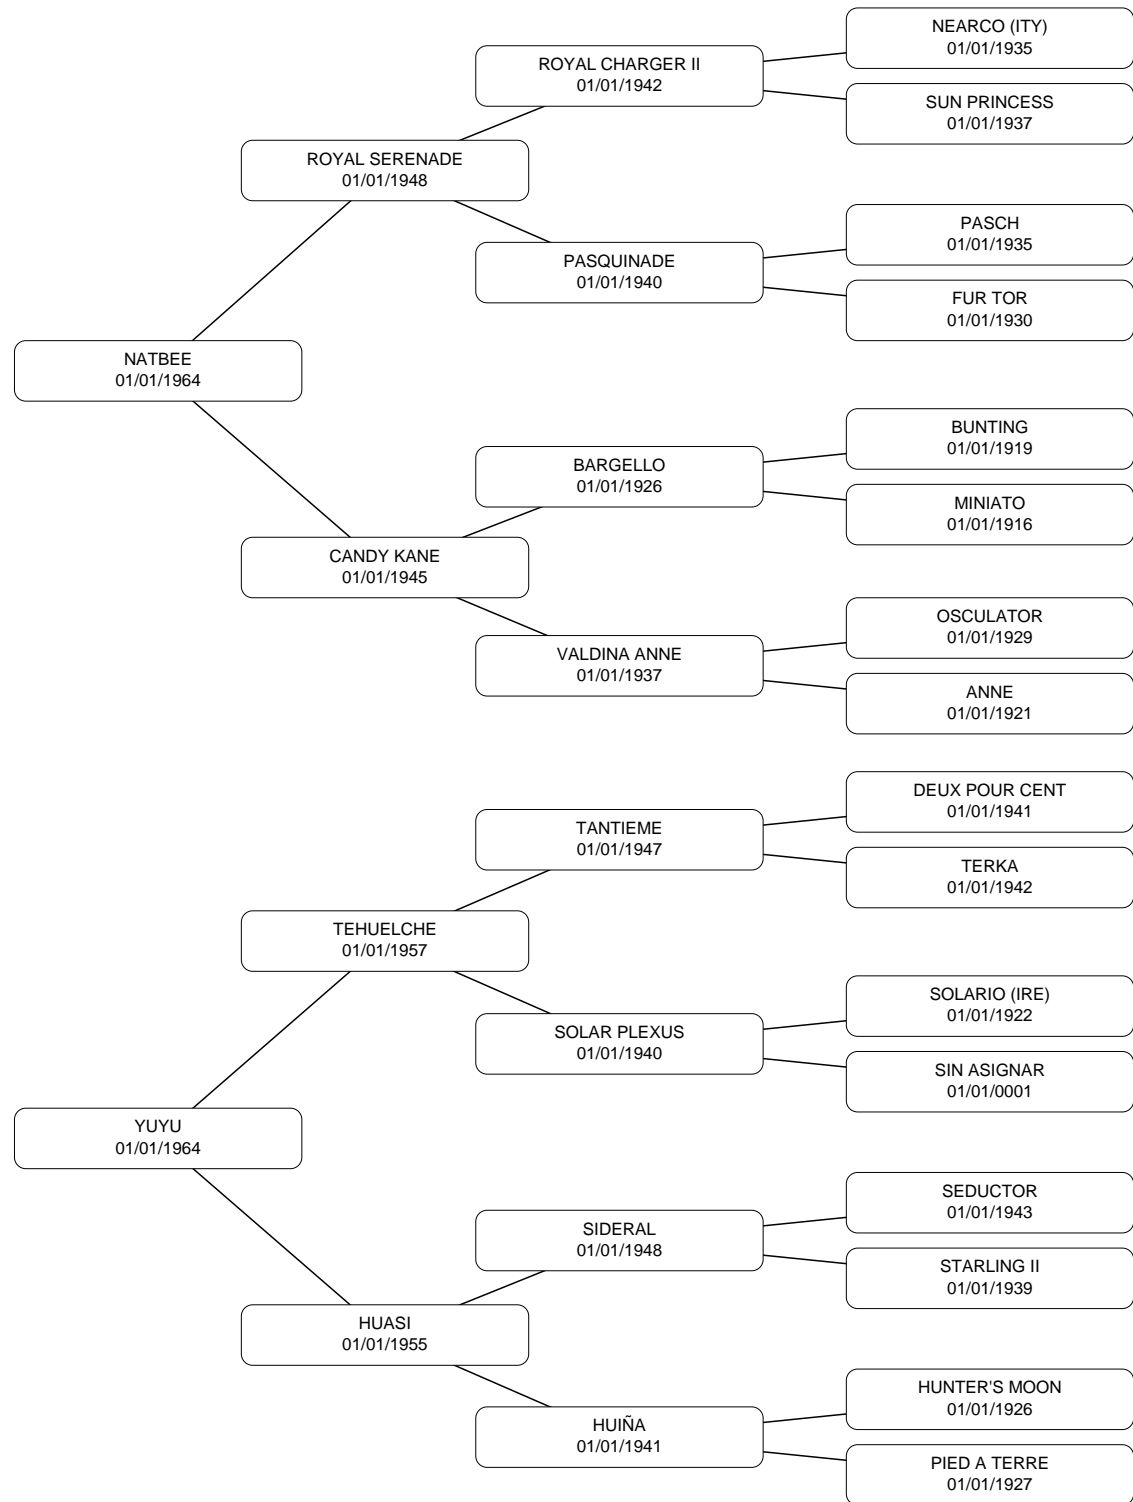 NEARCO (ITY)
01/01/1935
ROYAL CHARGER II
01/01/1942
SUN PRINCESS
01/01/1937
ROYAL SERENADE
01/01/1948
PASCH
01/01/1935
PASQUINADE
01/01/1940
FUR TOR
01/01/1930
NATBEE
01/01/1964
BUNTING
01/01/1919
BARGELLO
01/01/1926
MINIATO
01/01/1916
CANDY KANE
01/01/1945
OSCULATOR
01/01/1929
VALDINA ANNE
01/01/1937
ANNE
01/01/1921
DEUX POUR CENT
01/01/1941
TANTIEME
01/01/1947
TERKA
01/01/1942
TEHUELCHE
01/01/1957
SOLARIO (IRE)
01/01/1922
SOLAR PLEXUS
01/01/1940
SIN ASIGNAR
01/01/0001
YUYU
01/01/1964
SEDUCTOR
01/01/1943
SIDERAL
01/01/1948
STARLING II
01/01/1939
HUASI
01/01/1955
HUNTER'S MOON
01/01/1926
HUIÑA
01/01/1941
PIED A TERRE
01/01/1927